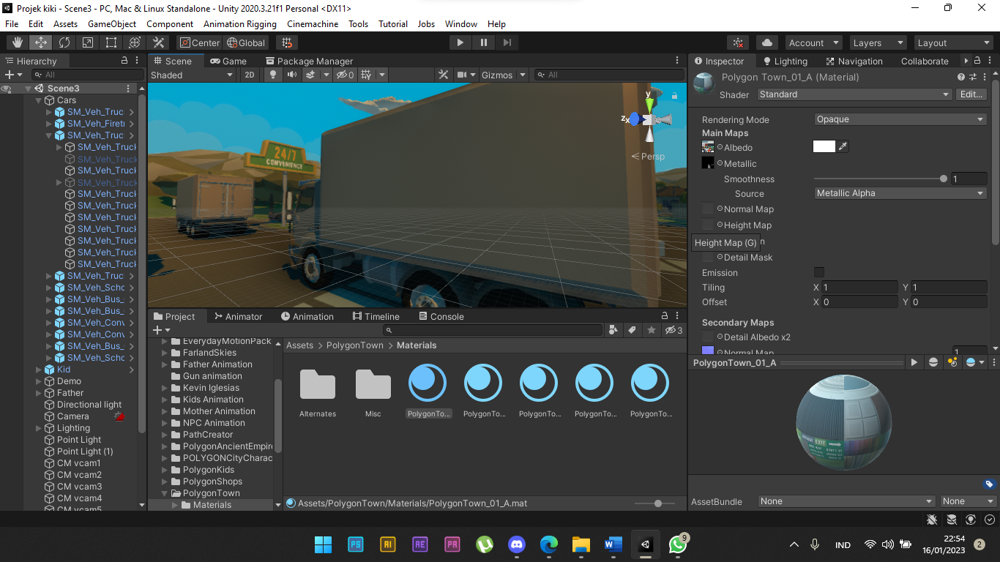 Projek kiki - Scene3 - PC, Mac & Linux Standalone - Unity 2020.3.21f1 Personal <DX11>
File Edit Assets GameObject Component Animation Rigging Cinemachine Tools Tutorial Jobs Window Help
Center Global Account Layers Layout
Hierarchy
All
Scene3
Cars
SM_Veh_Truc
SM_Veh_Firetr
SM_Veh_Truc
SM_Veh_Truck
SM_Veh_Truck
SM_Veh_Truck
SM_Veh_Truck
SM_Veh_Truck
SM_Veh_Truck
SM_Veh_Truck
SM_Veh_Truck
SM_Veh_Truck
SM_Veh_Truck
SM_Veh_Truck
SM_Veh_Truc
SM_Veh_Scho
SM_Veh_Bus_
SM_Veh_Bus_
SM_Veh_Conv
SM_Veh_Conv
SM_Veh_Bus_
SM_Veh_Scho
Kid
Demo
Father
Directional light
Camera
Lighting
Point Light
Point Light (1)
CM vcam1
CM vcam2
CM vcam3
CM vcam4
CM vcam5
Scene Game Package Manager
Shaded 2D 0 Gizmos All
y
z x
< Persp
24/7
CONVENIENCE
Project Animator Animation Timeline Console
3
EverydayMotionPack
FarlandSkies
Father Animation
Gun animation
Kevin Iglesias
Kids Animation
Mother Animation
NPC Animation
PathCreator
PolygonAncientEmpire
POLYGONCityCharac
PolygonKids
PolygonShops
PolygonTown
Materials
Assets > PolygonTown > Materials
Alternates Misc PolygonTo... PolygonTo... PolygonTo... PolygonTo... PolygonTo...
Assets/PolygonTown/Materials/PolygonTown_01_A.mat
Inspector Lighting Navigation Collaborate
Polygon Town_01_A (Material)
Shader Standard Edit...
Rendering Mode Opaque
Main Maps
Albedo
Metallic
Smoothness 1
Source Metallic Alpha
Normal Map
Height Map
Height Map (G)
Detail Mask
Emission
Tiling X 1 Y 1
Offset X 0 Y 0
Secondary Maps
Detail Albedo x2
Normal Map 1
PolygonTown_01_A
EXIT
AssetBundle None None
PS AI AE PR 9 IND 22:54
16/01/2023 2